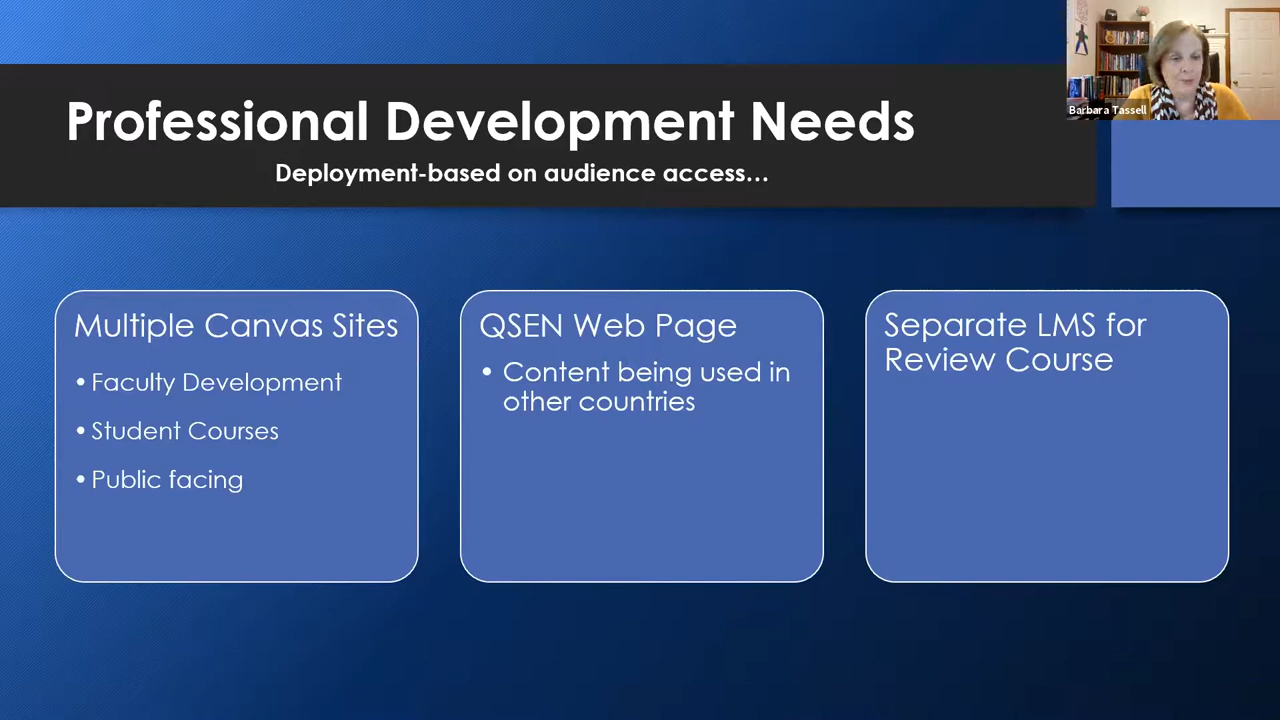 Professional Development Needs
Deployment-based on audience access...
Barbara Tassell
Multiple Canvas Sites
• Faculty Development
• Student Courses
• Public facing
QSEN Web Page
• Content being used in
other countries
Separate LMS for
Review Course